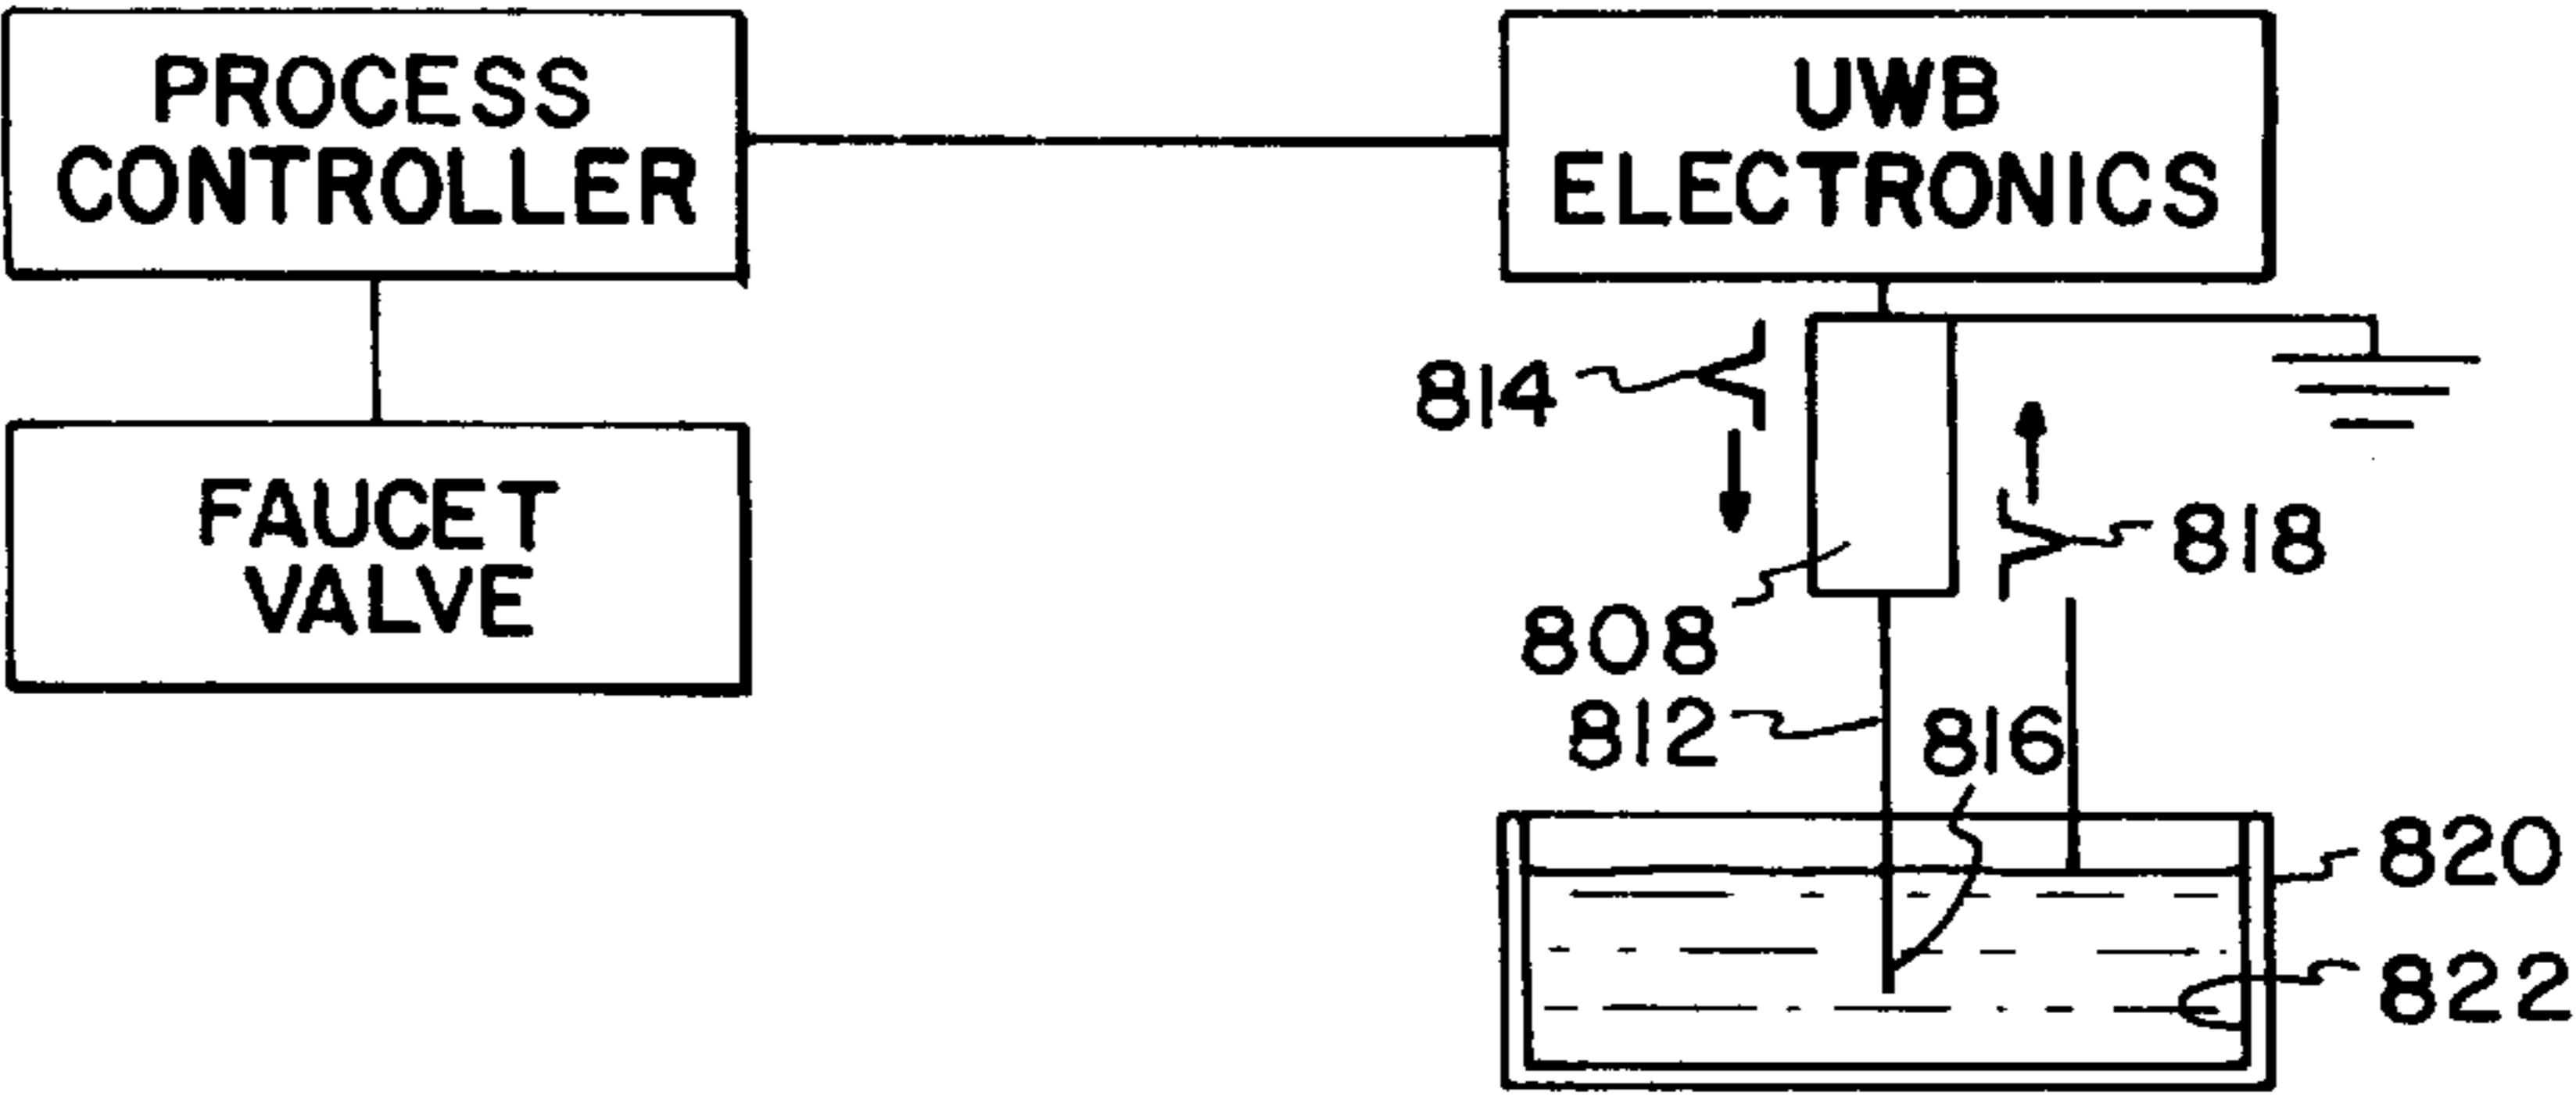 PROCESS
CONTROLLER
UWB
ELECTRONICS
FAUCET
VALVE
814
818
808
812
816
820
822